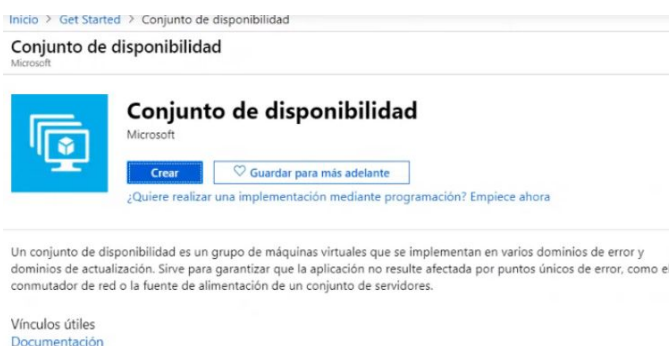 Inicio > Get Started > Conjunto de disponibilidad
Conjunto de disponibilidad
Microsoft
Conjunto de disponibilidad
Microsoft
Crear
Guardar para más adelante
¿Quiere realizar una implementación mediante programación? Empiece ahora
Un conjunto de disponibilidad es un grupo de máquinas virtuales que se implementan en varios dominios de error y
dominios de actualización. Sirve para garantizar que la aplicación no resulte afectada por puntos únicos de error, como el
conmutador de red o la fuente de alimentación de un conjunto de servidores.
Vínculos útiles
Documentación